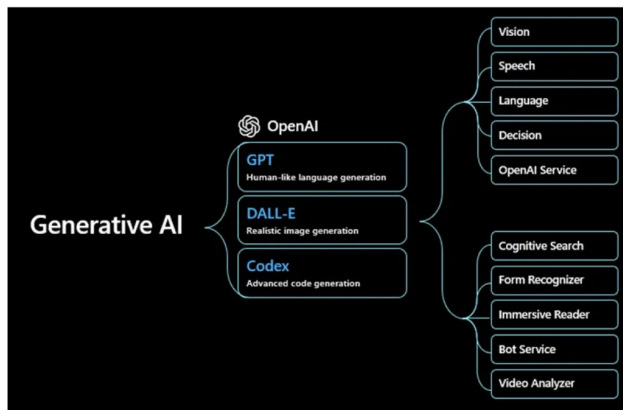 Generative AI
OpenAI
GPT
Human-like language generation
DALL-E
Realistic image generation
Codex
Advanced code generation
Vision
Speech
Language
Decision
OpenAI Service
Cognitive Search
Form Recognizer
Immersive Reader
Bot Service
Video Analyzer